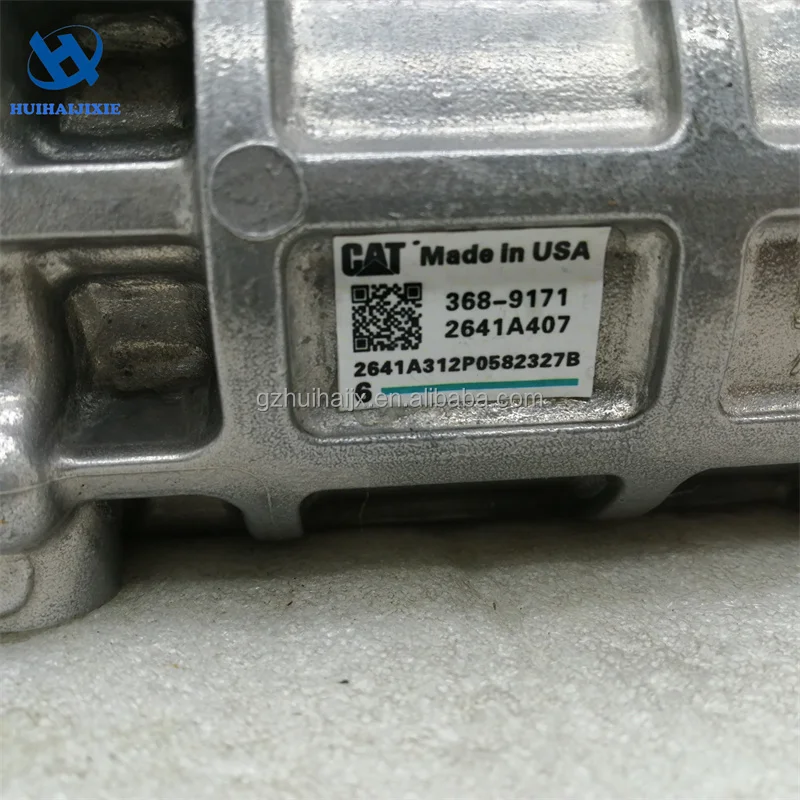 HUIHAIJIXIE
CAT Made in USA
368-9171
2641A407
2641A312P0582327B
6
gzhuihaijx.en.alibaba.com